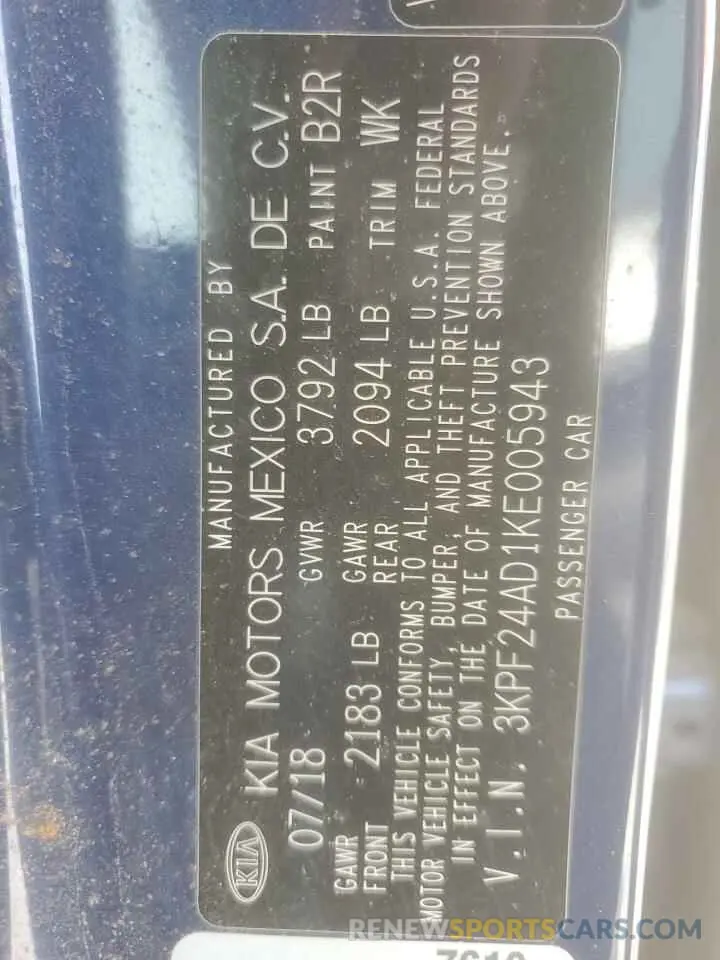 MANUFACTURED BY
KIA KIA MOTORS MEXICO S.A. DE C.V.
07/18 GVWR 3792 LB PAINT B2R
GAWR FRONT 2183 LB GAWR REAR 2094 LB TRIM WK
THIS VEHICLE CONFORMS TO ALL APPLICABLE U.S.A. FEDERAL
MOTOR VEHICLE SAFETY, BUMPER, AND THEFT PREVENTION STANDARDS
IN EFFECT ON THE DATE OF MANUFACTURE SHOWN ABOVE.
V.I.N. 3KPF24AD1KE005943
PASSENGER CAR
RENEWSPORTSCARS.COM